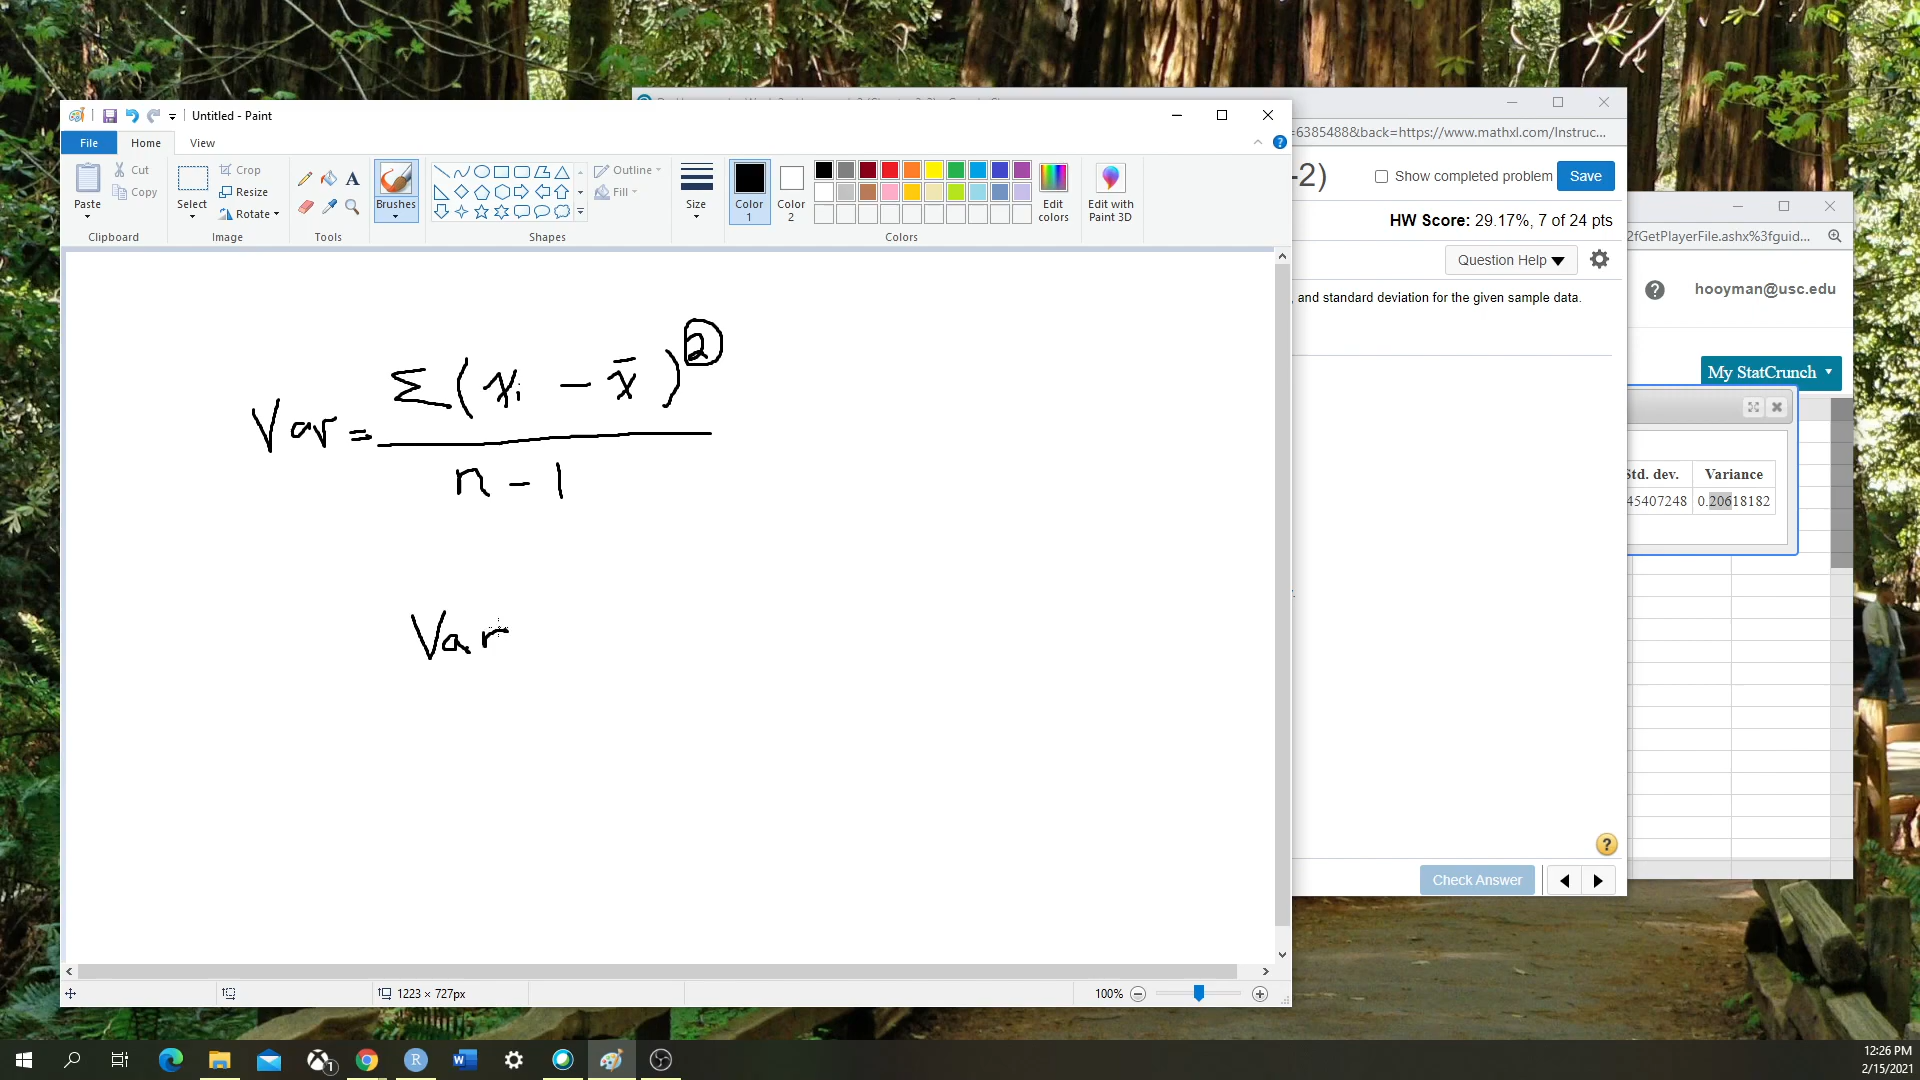 Untitled - Paint
File Home View
Paste
Cut
Copy
Clipboard
Select
Crop
Resize
Rotate
Image
Tools
Brushes
Outline
Fill
Shapes
Size
Color 1
Color 2
Edit colors
Edit with Paint 3D
Colors
Var = Σ(xᵢ - x̄)²
n - 1
Var
1223 × 727px
100%
=6385488&back=https://www.mathxl.com/Instruc...
-2)
Show completed problem
Save
HW Score: 29.17%, 7 of 24 pts
Question Help
, and standard deviation for the given sample data.
Check Answer
2fGetPlayerFile.ashx%3fguid...
hooyman@usc.edu
My StatCrunch
Std. dev. Variance
45407248 0.20618182
12:26 PM
2/15/2021